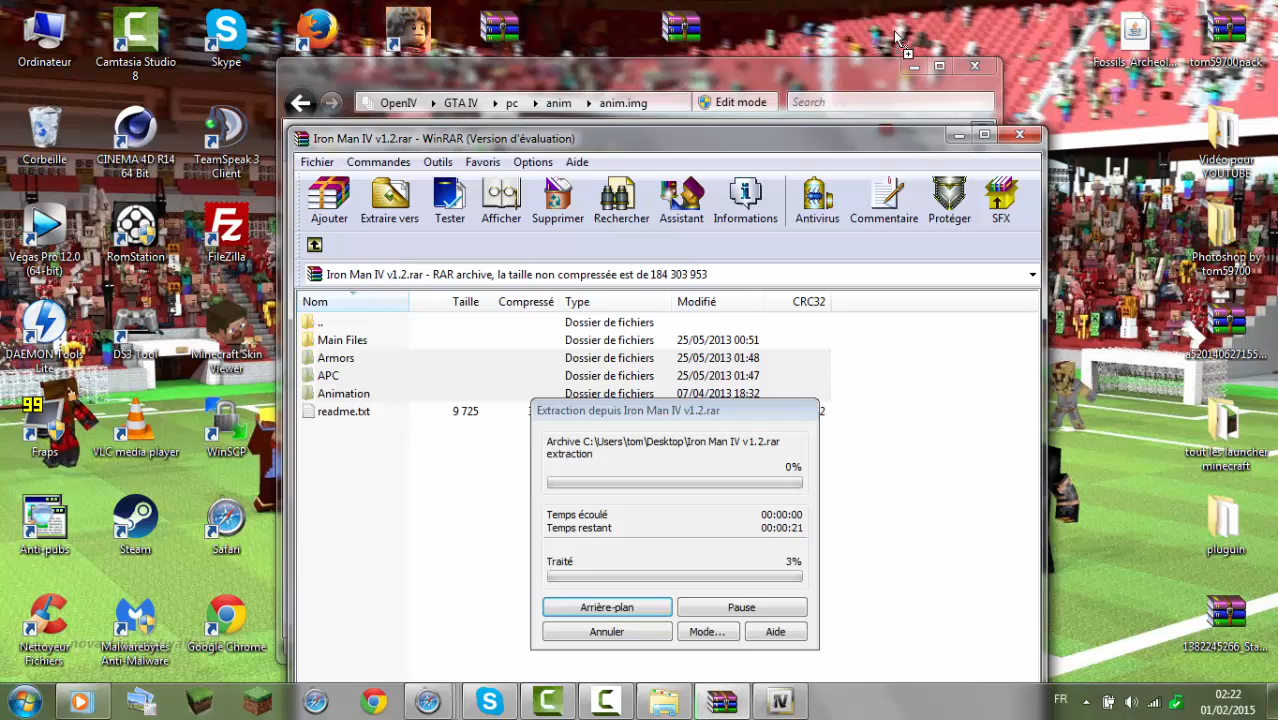 Ordinateur
Camtasia Studio
8
Skype
Fossils_Archeol...
tom59700pack
OpenIV GTA IV pc anim anim.img
Edit mode
Search
Iron Man IV v1.2.rar - WinRAR (Version d'évaluation)
Fichier Commandes Outils Favoris Options Aide
Ajouter Extraire vers Tester Afficher Supprimer Rechercher Assistant Informations Antivirus Commentaire Protéger SFX
Iron Man IV v1.2.rar - RAR archive, la taille non compressée est de 184 303 953
Nom Taille Compressé Type Modifié CRC32
.. Dossier de fichiers
Main Files Dossier de fichiers 25/05/2013 00:51
Armors Dossier de fichiers 25/05/2013 01:48
APC Dossier de fichiers 25/05/2013 01:47
Animation Dossier de fichiers 07/04/2013 18:32
readme.txt 9 725
2
Extraction depuis Iron Man IV v1.2.rar
Archive C:\Users\tom\Desktop\Iron Man IV v1.2.rar
extraction
0%
Temps écoulé 00:00:00
Temps restant 00:00:21
Traité 3%
Arrière-plan Pause
Annuler Mode... Aide
Corbeille
CINEMA 4D R14
64 Bit
TeamSpeak 3
Client
Vidéo pour
YOUTUBE
Vegas Pro 12.0
(64-bit)
RomStation
FileZilla
Photoshop by
tom59700
DAEMON Tools
Lite
DS3 Tool
Minecraft Skin
Viewer
a520140627155...
99
Fraps
VLC media player
WinSCP
tout les launcher
minecraft
Anti-pubs
Steam
Safari
pluguin
Nettoyeur
Fichiers
Malwarebytes
Anti-Malware
Google Chrome
1382245266_Sta...
IV
FR
02:22
01/02/2015